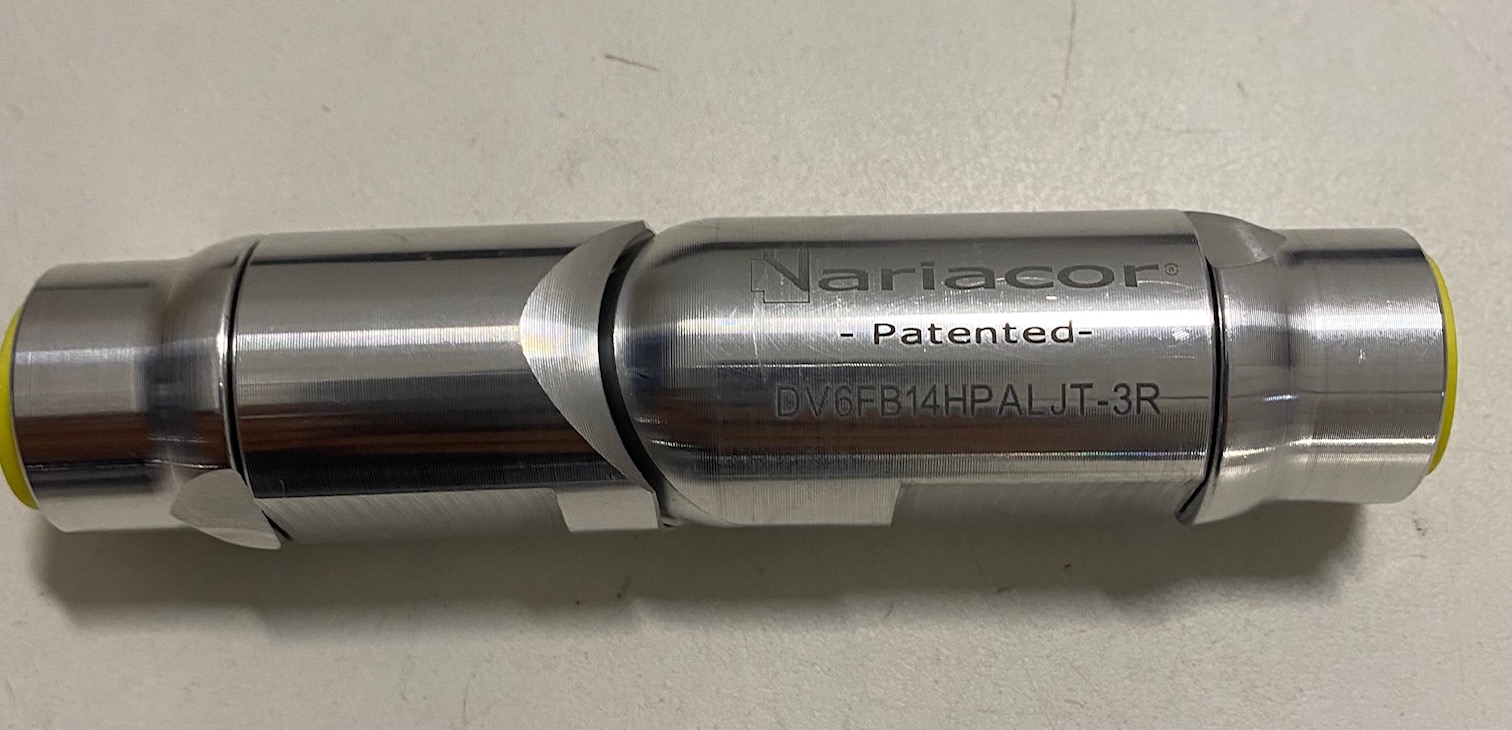 Nariacor®
- Patented-
DV6FB14HPALJT-3R